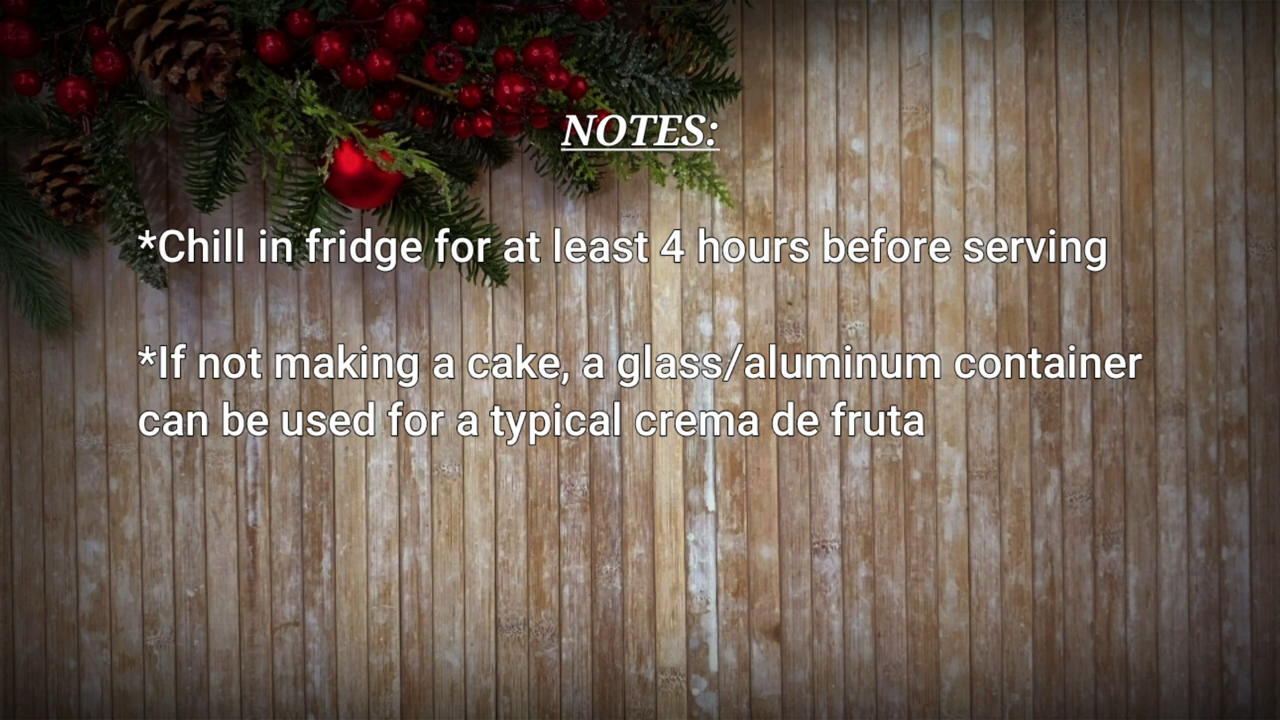 NOTES:
*Chill in fridge for at least 4 hours before serving
*If not making a cake, a glass/aluminum container
can be used for a typical crema de fruta